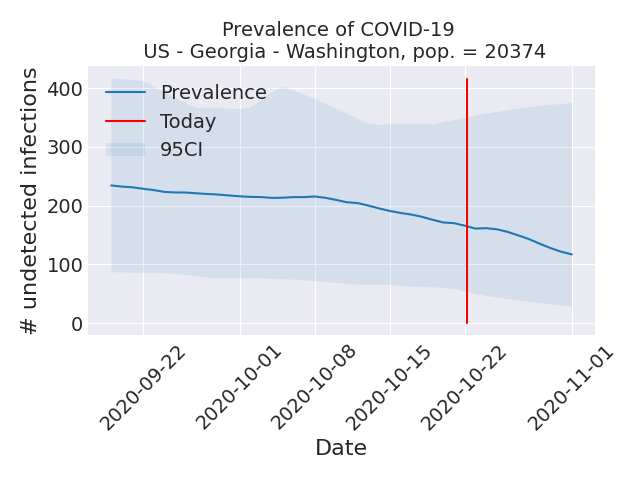 Prevalence of COVID-19
US - Georgia - Washington, pop. = 20374
# undetected infections
400
300
200
100
0
Prevalence
Today
95CI
2020-09-22
2020-10-01
2020-10-08
2020-10-15
2020-10-22
2020-11-01
Date